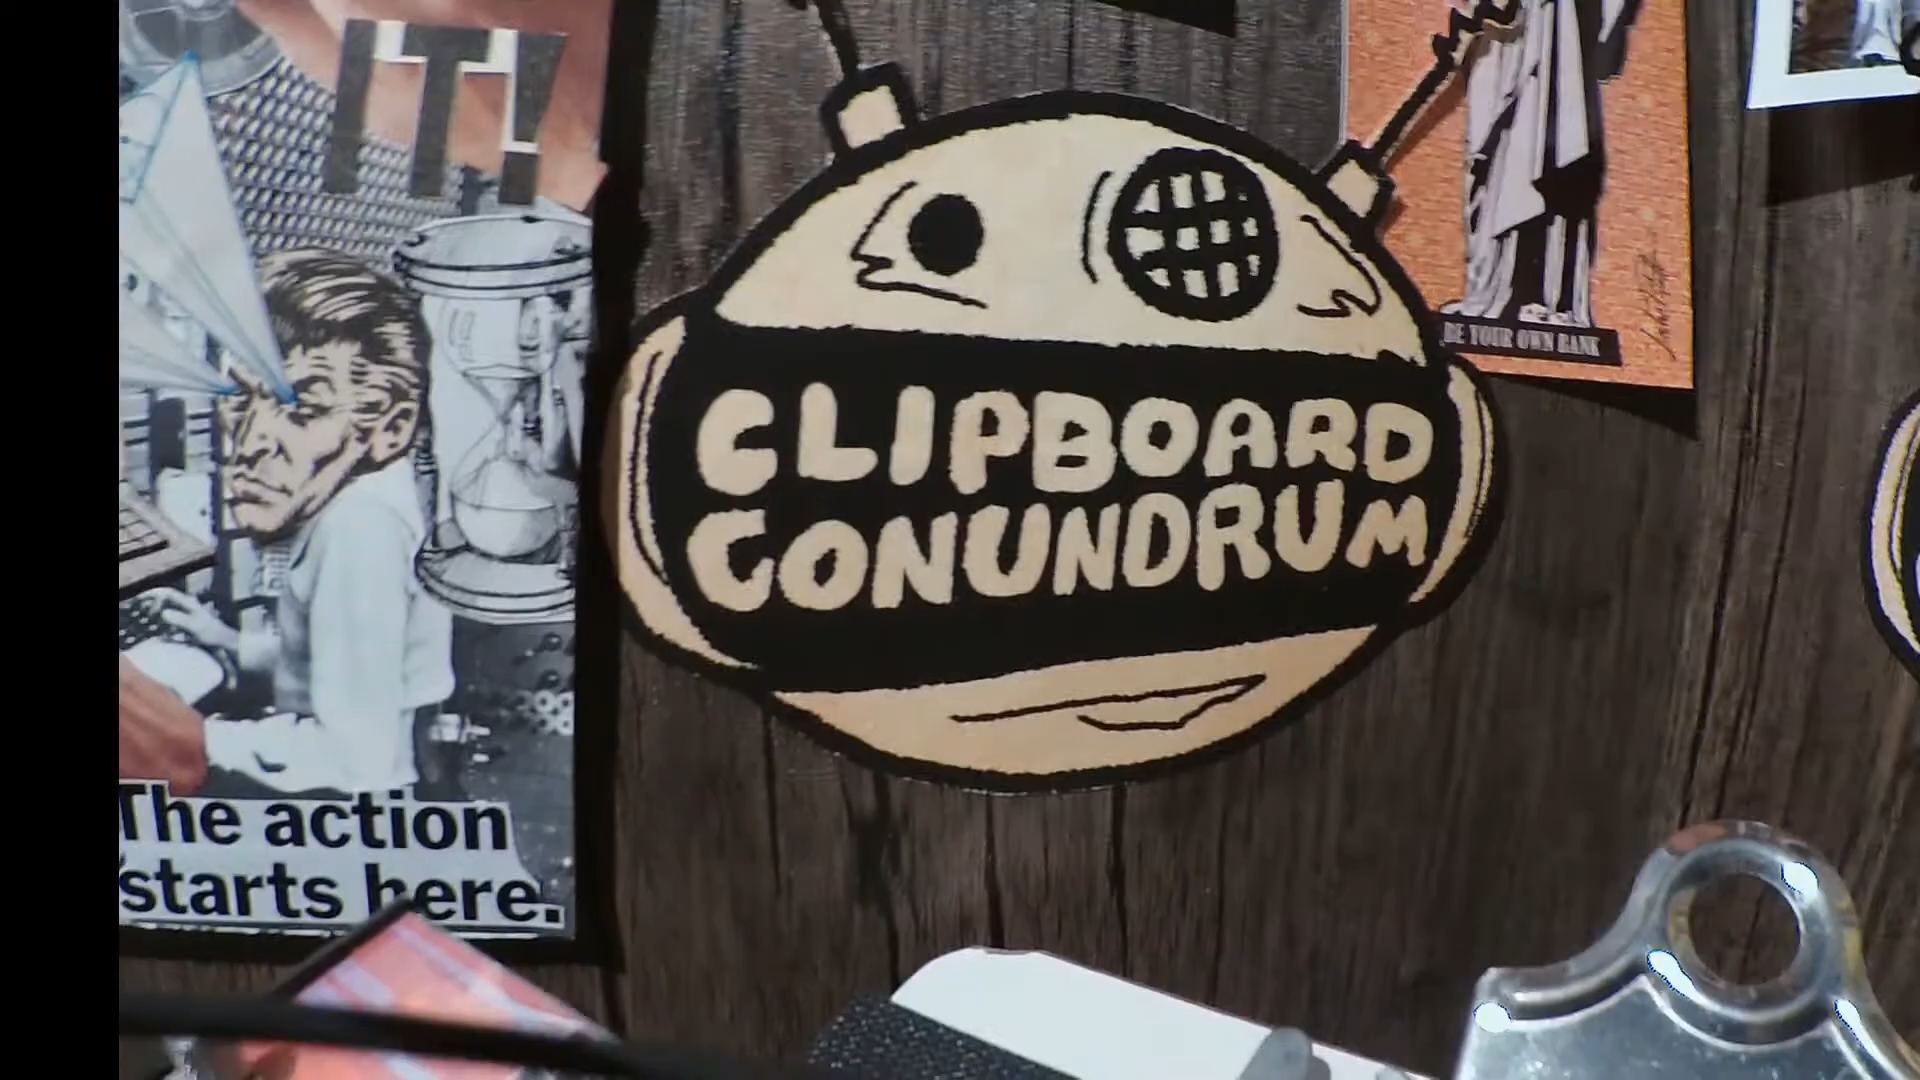 IT!
The action
starts here.
CLIPBOARD
CONUNDRUM
BE YOUR OWN BANK